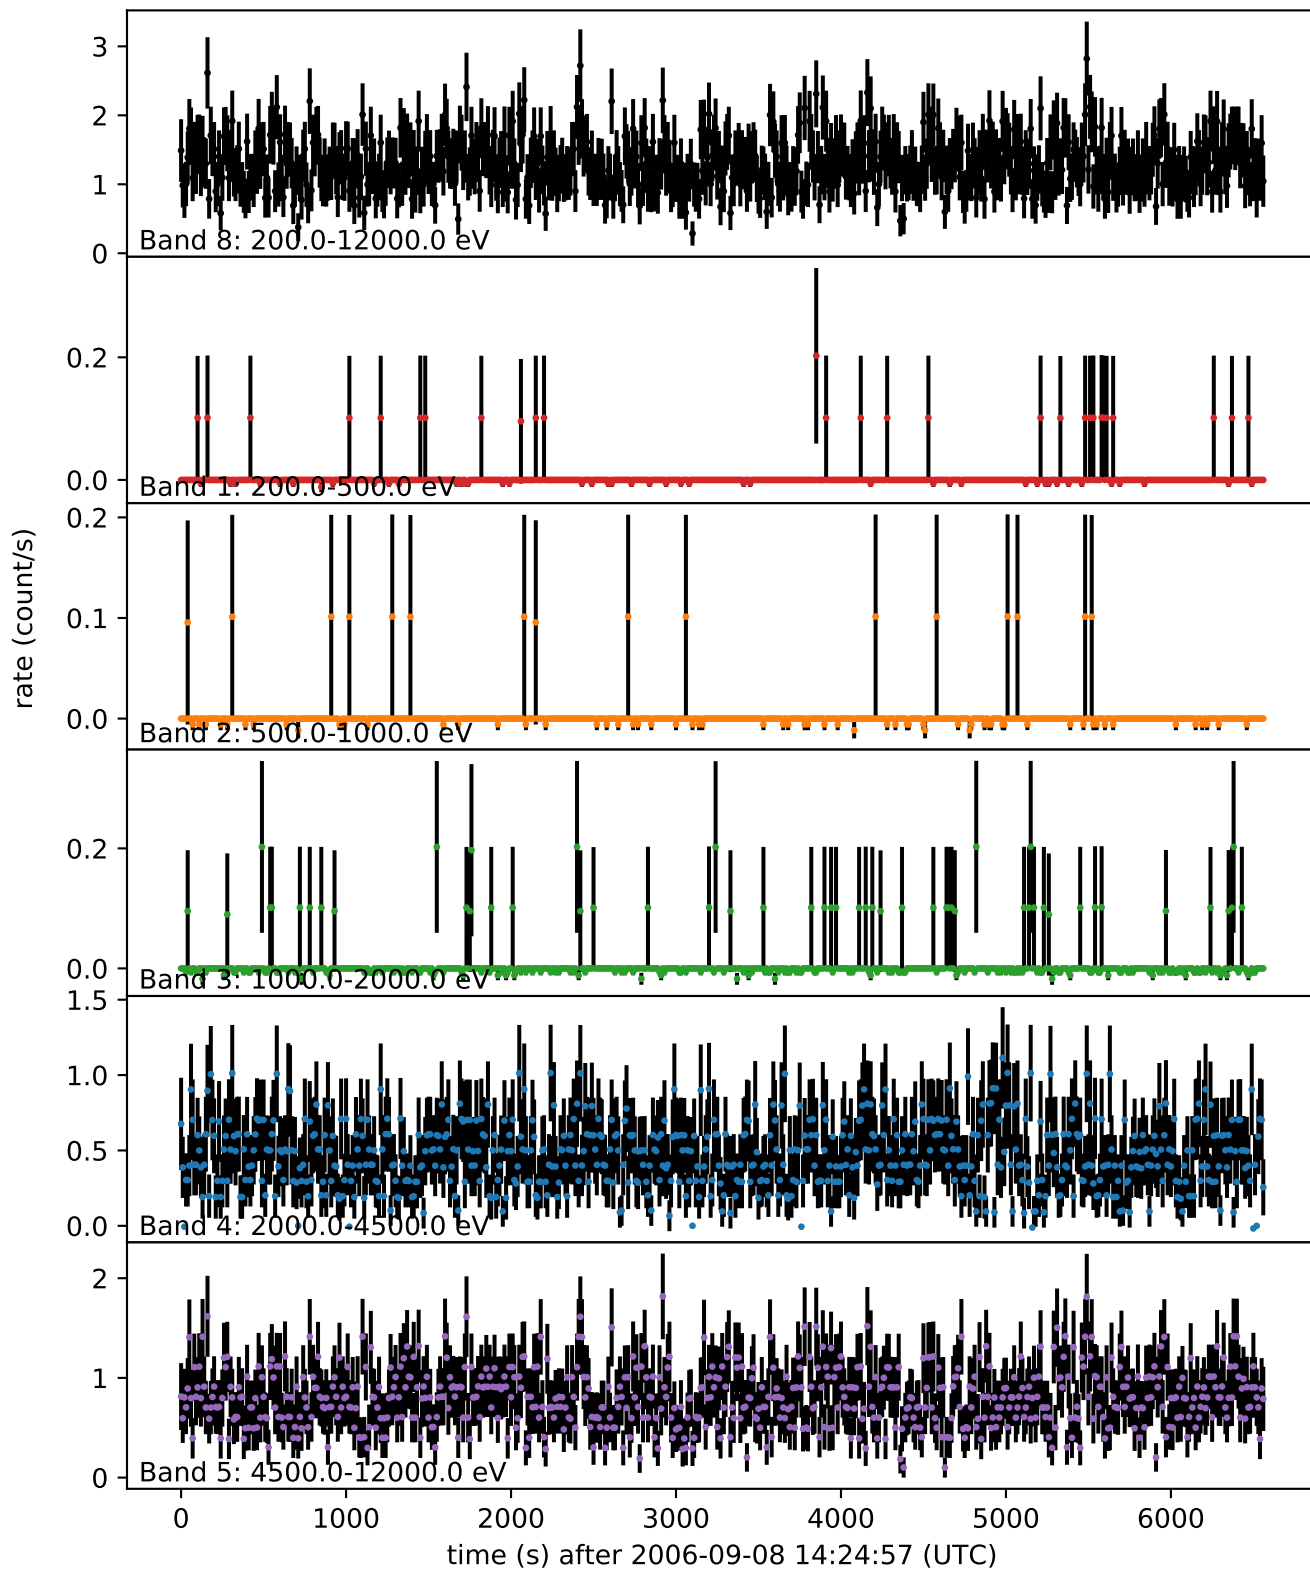 3
2
1
0
Band 8: 200.0-12000.0 eV
0.2
0.0
Band 1: 200.0-500.0 eV
0.2
0.1
0.0
Band 2: 500.0-1000.0 eV
rate (count/s)
0.2
0.0
Band 3: 1000.0-2000.0 eV
1.5
1.0
0.5
0.0
Band 4: 2000.0-4500.0 eV
2
1
0
Band 5: 4500.0-12000.0 eV
0 1000 2000 3000 4000 5000 6000
time (s) after 2006-09-08 14:24:57 (UTC)